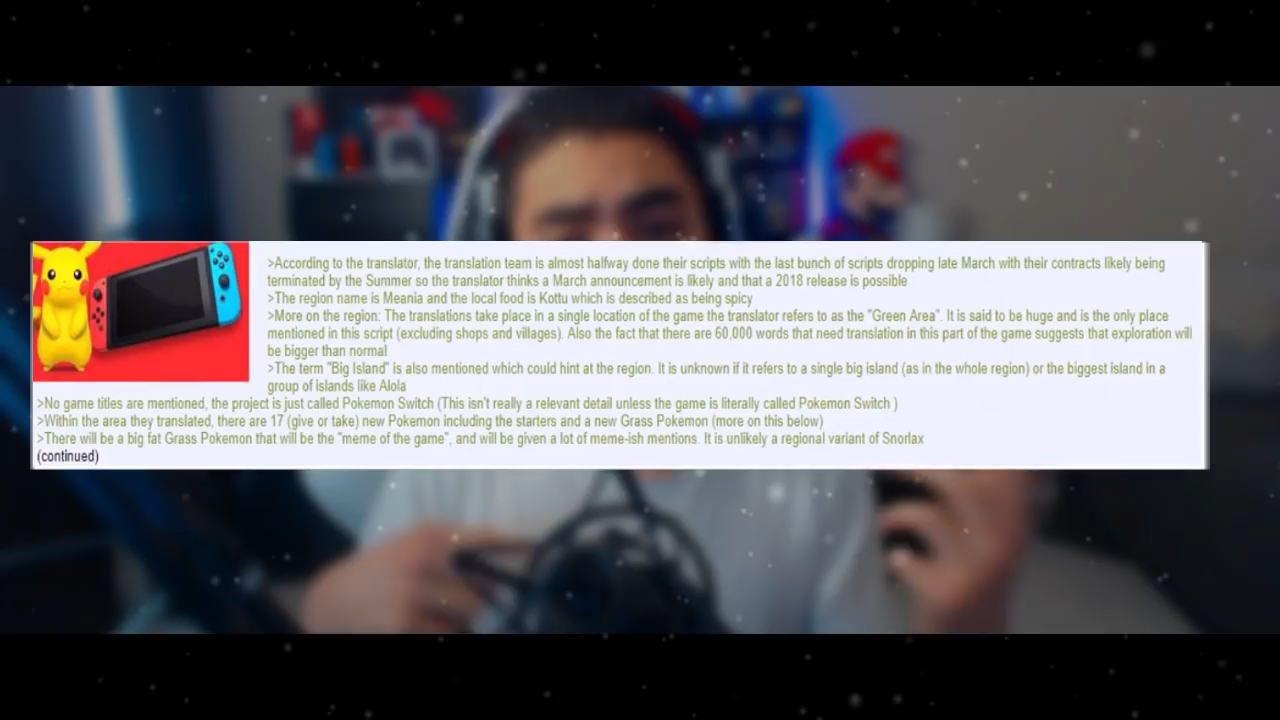 >According to the translator, the translation team is almost halfway done their scripts with the last bunch of scripts dropping late March with their contracts likely being
terminated by the Summer so the translator thinks a March announcement is likely and that a 2018 release is possible
>The region name is Meania and the local food is Kottu which is described as being spicy
>More on the region: The translations take place in a single location of the game the translator refers to as the "Green Area". It is said to be huge and is the only place
mentioned in this script (excluding shops and villages). Also the fact that there are 60,000 words that need translation in this part of the game suggests that exploration will
be bigger than normal
>The term "Big Island" is also mentioned which could hint at the region. It is unknown if it refers to a single big island (as in the whole region) or the biggest island in a
group of islands like Alola
>No game titles are mentioned, the project is just called Pokemon Switch (This isn't really a relevant detail unless the game is literally called Pokemon Switch )
>Within the area they translated, there are 17 (give or take) new Pokemon including the starters and a new Grass Pokemon (more on this below)
>There will be a big fat Grass Pokemon that will be the "meme of the game", and will be given a lot of meme-ish mentions. It is unlikely a regional variant of Snorlax
(continued)